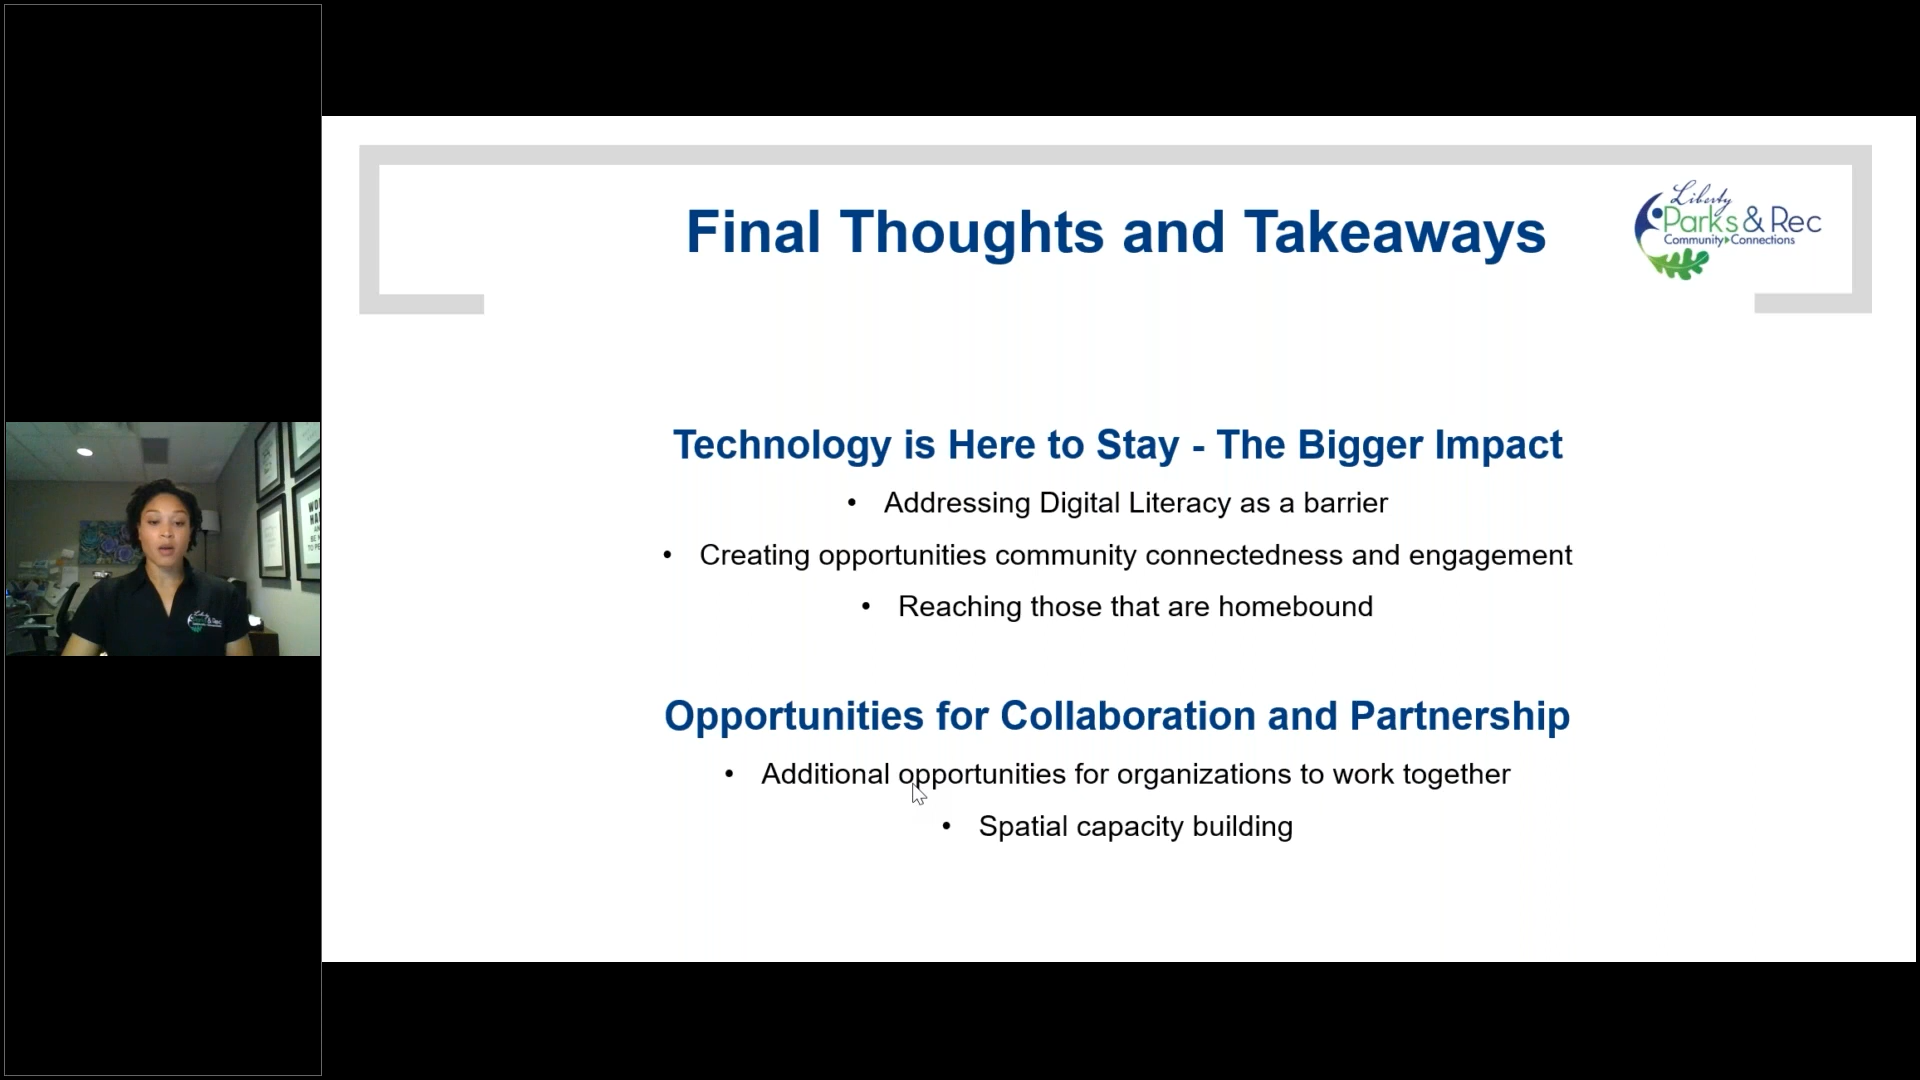 Final Thoughts and Takeaways
Liberty
Parks & Rec
Community Connections
Technology is Here to Stay - The Bigger Impact
• Addressing Digital Literacy as a barrier
• Creating opportunities community connectedness and engagement
• Reaching those that are homebound
Opportunities for Collaboration and Partnership
• Additional opportunities for organizations to work together
• Spatial capacity building